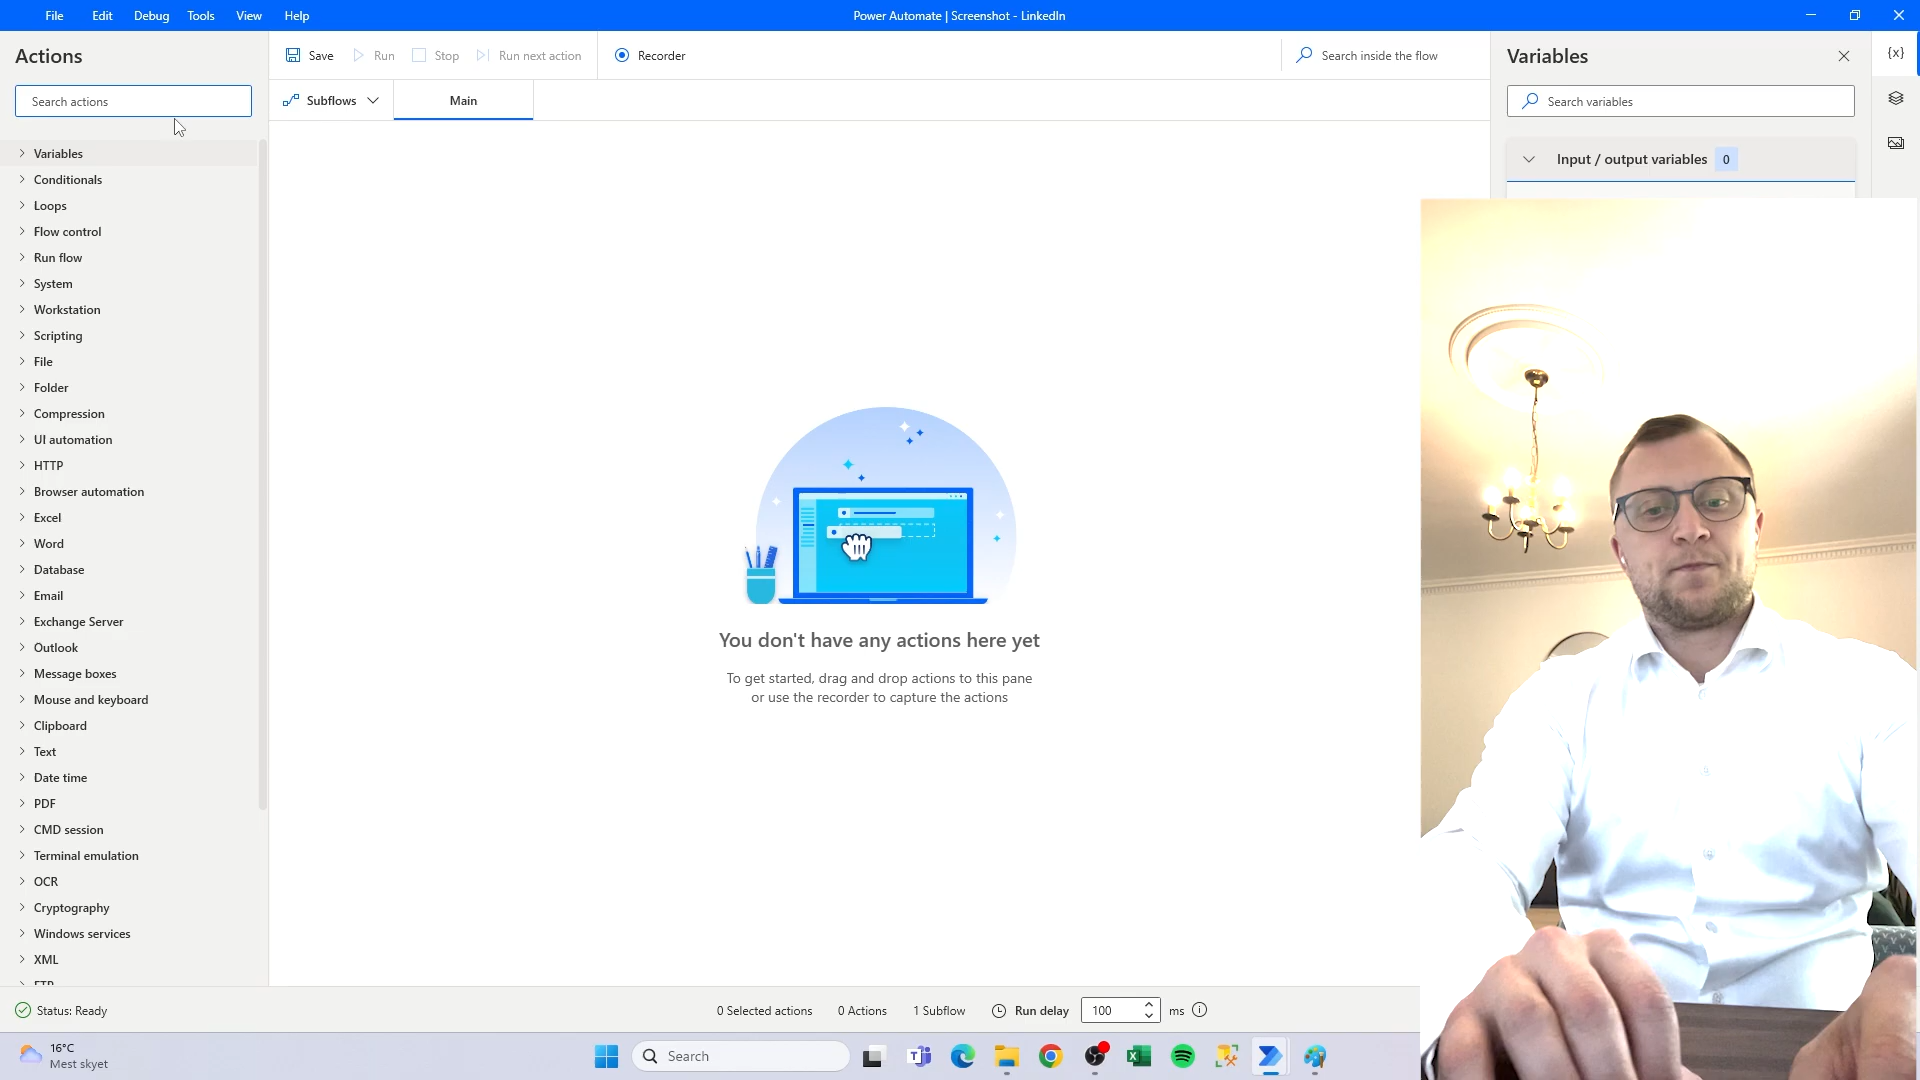 File Edit Debug Tools View Help
Power Automate | Screenshot - LinkedIn
Actions
Search actions
Variables
Conditionals
Loops
Flow control
Run flow
System
Workstation
Scripting
File
Folder
Compression
UI automation
HTTP
Browser automation
Excel
Word
Database
Email
Exchange Server
Outlook
Message boxes
Mouse and keyboard
Clipboard
Text
Date time
PDF
CMD session
Terminal emulation
OCR
Cryptography
Windows services
XML
FTP
Save Run Stop Run next action Recorder
Search inside the flow
Subflows Main
You don't have any actions here yet
To get started, drag and drop actions to this pane
or use the recorder to capture the actions
Variables
{x}
Search variables
Input / output variables 0
Status: Ready
0 Selected actions 0 Actions 1 Subflow Run delay 100 ms
16°C
Mest skyet
Search